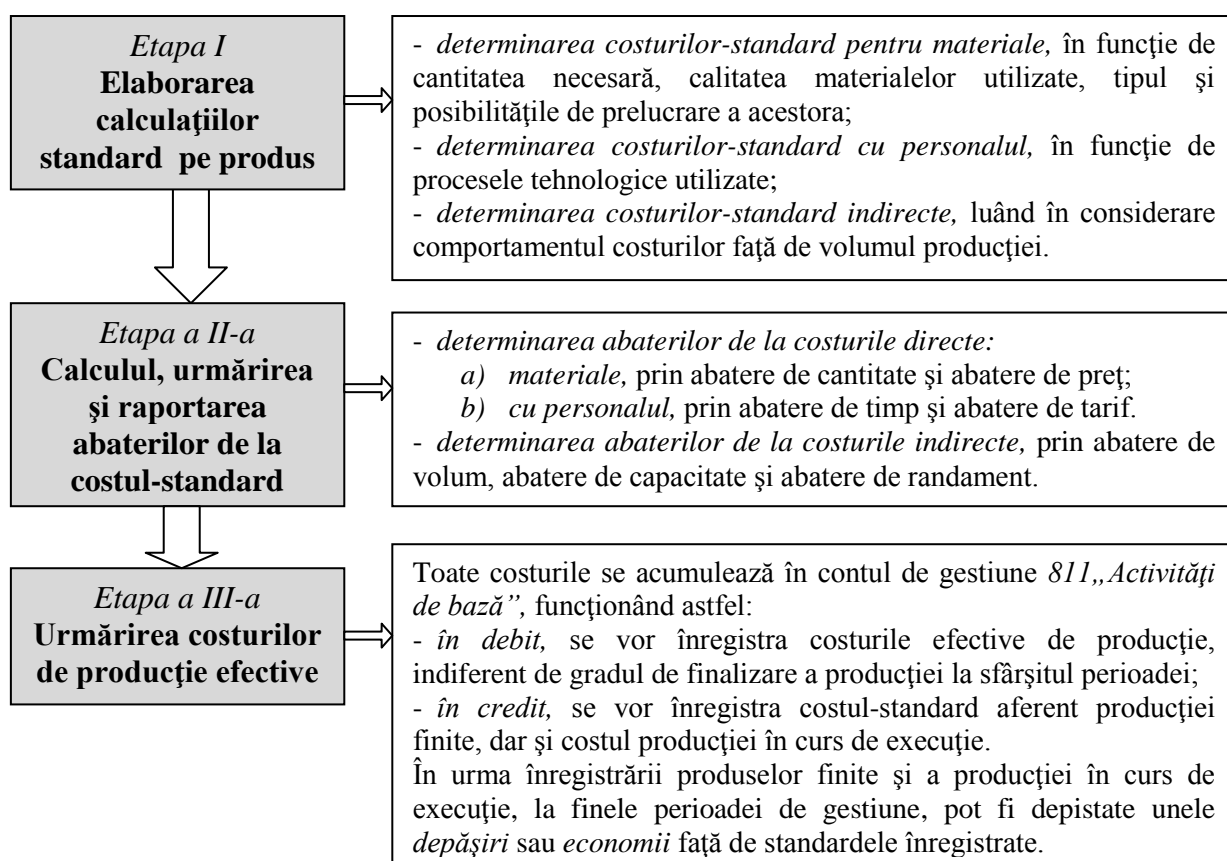 Etapa I
Elaborarea
calculaţiilor
standard pe produs
- determinarea costurilor-standard pentru materiale, în funcţie de
cantitatea necesară, calitatea materialelor utilizate, tipul şi
posibilităţile de prelucrare a acestora;
- determinarea costurilor-standard cu personalul, în funcţie de
procesele tehnologice utilizate;
- determinarea costurilor-standard indirecte, luând în considerare
comportamentul costurilor faţă de volumul producţiei.
Etapa a II-a
Calculul, urmărirea
şi raportarea
abaterilor de la
costul-standard
- determinarea abaterilor de la costurile directe:
a) materiale, prin abatere de cantitate şi abatere de preţ;
b) cu personalul, prin abatere de timp şi abatere de tarif.
- determinarea abaterilor de la costurile indirecte, prin abatere de
volum, abatere de capacitate şi abatere de randament.
Etapa a III-a
Urmărirea costurilor
de producţie efective
Toate costurile se acumulează în contul de gestiune 811„Activităţi
de bază”, funcţionând astfel:
- în debit, se vor înregistra costurile efective de producţie,
indiferent de gradul de finalizare a producţiei la sfârşitul perioadei;
- în credit, se vor înregistra costul-standard aferent producţiei
finite, dar şi costul producţiei în curs de execuţie.
În urma înregistrării produselor finite şi a producţiei în curs de
execuţie, la finele perioadei de gestiune, pot fi depistate unele
depăşiri sau economii faţă de standardele înregistrate.